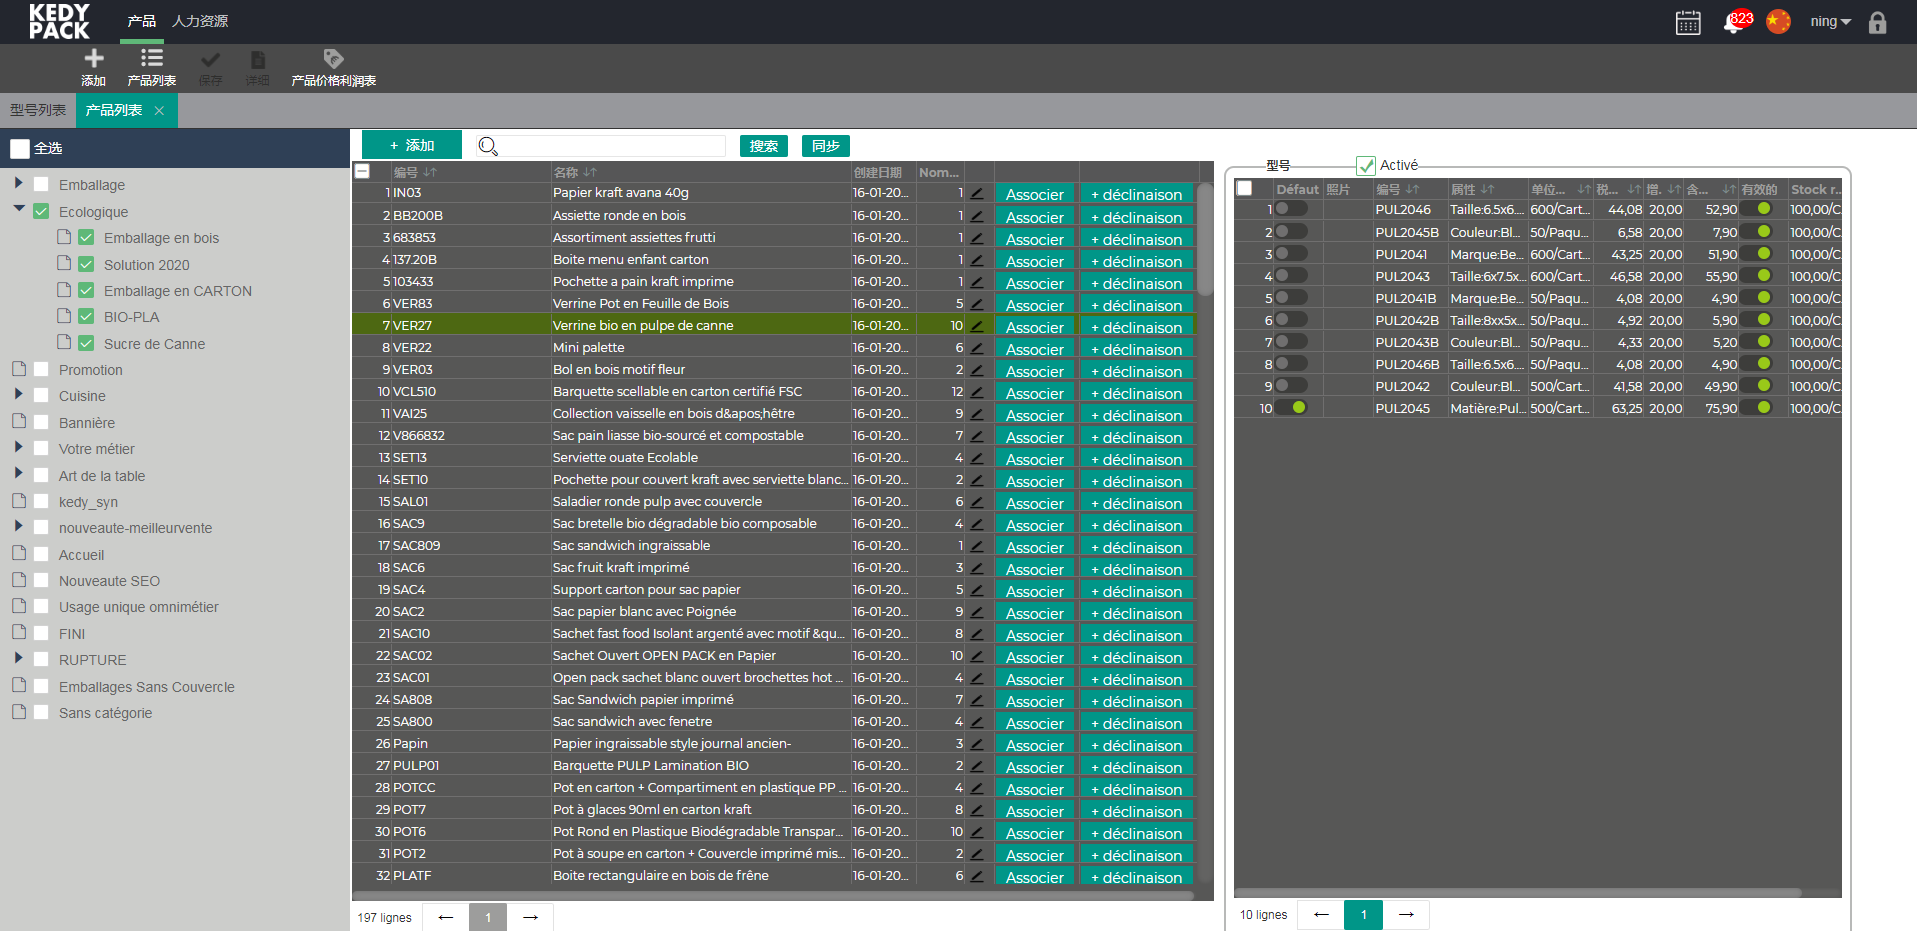 KEDY PACK 产品 人力资源 823 ning
添加 产品列表 保存 详细 产品价格利润表
型号列表 产品列表 ×
全选
Emballage
Ecologique
Emballage en bois
Solution 2020
Emballage en CARTON
BIO-PLA
Sucre de Canne
Promotion
Cuisine
Bannière
Votre métier
Art de la table
kedy_syn
nouveaute-meilleurvente
Accueil
Nouveaute SEO
Usage unique omnimétier
FINI
RUPTURE
Emballages Sans Couvercle
Sans catégorie
+ 添加 搜索 同步
编号 名称 创建日期 Nom...
1 IN03 Papier kraft avana 40g 16-01-20... 1 Associer + déclinaison
2 BB200B Assiette ronde en bois 16-01-20... 1 Associer + déclinaison
3 683853 Assortiment assiettes frutti 16-01-20... 1 Associer + déclinaison
4 137.20B Boite menu enfant carton 16-01-20... 1 Associer + déclinaison
5 103433 Pochette a pain kraft imprime 16-01-20... 1 Associer + déclinaison
6 VER83 Verrine Pot en Feuille de Bois 16-01-20... 5 Associer + déclinaison
7 VER27 Verrine bio en pulpe de canne 16-01-20... 10 Associer + déclinaison
8 VER22 Mini palette 16-01-20... 6 Associer + déclinaison
9 VER03 Bol en bois motif fleur 16-01-20... 2 Associer + déclinaison
10 VCL510 Barquette scellable en carton certifié FSC 16-01-20... 12 Associer + déclinaison
11 VAI25 Collection vaisselle en bois d&apos;hêtre 16-01-20... 9 Associer + déclinaison
12 V866832 Sac pain liasse bio-sourcé et compostable 16-01-20... 7 Associer + déclinaison
13 SET13 Serviette ouate Ecolable 16-01-20... 4 Associer + déclinaison
14 SET10 Pochette pour couvert kraft avec serviette blanc... 16-01-20... 2 Associer + déclinaison
15 SAL01 Saladier ronde pulp avec couvercle 16-01-20... 6 Associer + déclinaison
16 SAC9 Sac bretelle bio dégradable bio composable 16-01-20... 4 Associer + déclinaison
17 SAC809 Sac sandwich ingraissable 16-01-20... 1 Associer + déclinaison
18 SAC6 Sac fruit kraft imprimé 16-01-20... 3 Associer + déclinaison
19 SAC4 Support carton pour sac papier 16-01-20... 5 Associer + déclinaison
20 SAC2 Sac papier blanc avec Poignée 16-01-20... 9 Associer + déclinaison
21 SAC10 Sachet fast food Isolant argenté avec motif &qu... 16-01-20... 8 Associer + déclinaison
22 SAC02 Sachet Ouvert OPEN PACK en Papier 16-01-20... 10 Associer + déclinaison
23 SAC01 Open pack sachet blanc ouvert brochettes hot ... 16-01-20... 4 Associer + déclinaison
24 SA808 Sac Sandwich papier imprimé 16-01-20... 7 Associer + déclinaison
25 SA800 Sac sandwich avec fenetre 16-01-20... 4 Associer + déclinaison
26 Papin Papier ingraissable style journal ancien- 16-01-20... 3 Associer + déclinaison
27 PULP01 Barquette PULP Lamination BIO 16-01-20... 2 Associer + déclinaison
28 POTCC Pot en carton + Compartiment en plastique PP ... 16-01-20... 4 Associer + déclinaison
29 POT7 Pot à glaces 90ml en carton kraft 16-01-20... 8 Associer + déclinaison
30 POT6 Pot Rond en Plastique Biodégradable Transpar... 16-01-20... 10 Associer + déclinaison
31 POT2 Pot à soupe en carton + Couvercle imprimé mis... 16-01-20... 2 Associer + déclinaison
32 PLATF Boite rectangulaire en bois de frêne 16-01-20... 6 Associer + déclinaison
197 lignes ← 1 →
型号 Activé
Défaut 照片 编号 属性 单位... 税... 增. 含... 有效的 Stock r...
1 PUL2046 Taille:6.5x6.... 600/Cart... 44,08 20,00 52,90 100,00/C
2 PUL2045B Couleur:Bl... 50/Paqu... 6,58 20,00 7,90 100,00/C
3 PUL2041 Marque:Be... 600/Cart... 43,25 20,00 51,90 100,00/C
4 PUL2043 Taille:6x7.5x... 600/Cart... 46,58 20,00 55,90 100,00/C
5 PUL2041B Marque:Be... 50/Paqu... 4,08 20,00 4,90 100,00/C
6 PUL2042B Taille:8xx5x... 50/Paqu... 4,92 20,00 5,90 100,00/C
7 PUL2043B Couleur:Bl... 50/Paqu... 4,33 20,00 5,20 100,00/C
8 PUL2046B Taille:6.5x6.... 50/Paqu... 4,08 20,00 4,90 100,00/C
9 PUL2042 Couleur:Bl... 500/Cart... 41,58 20,00 49,90 100,00/C
10 PUL2045 Matière:Pul... 500/Cart... 63,25 20,00 75,90 100,00/C
10 lignes ← 1 →